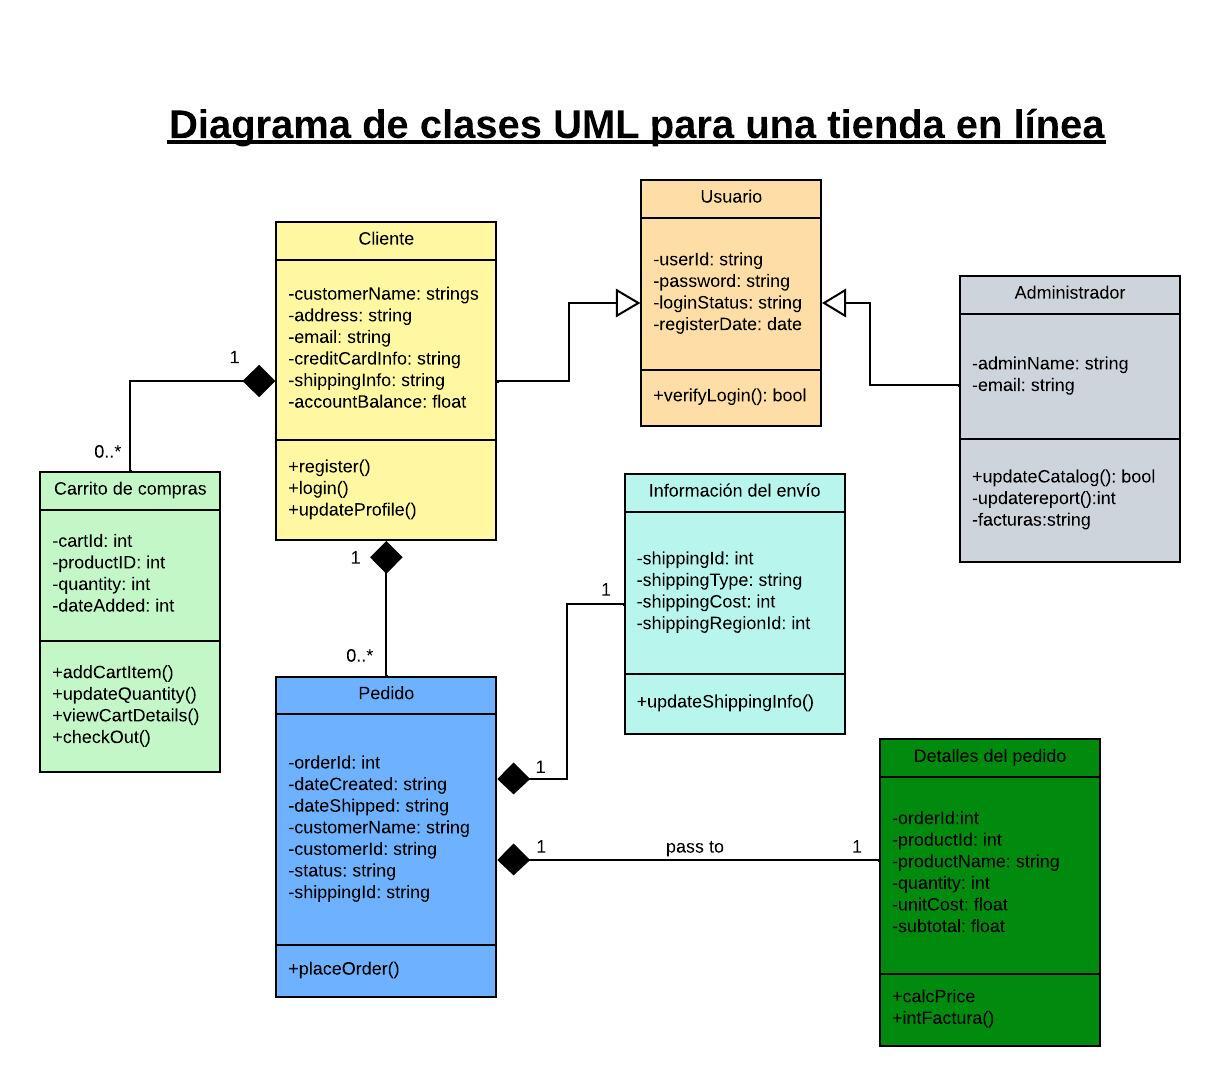 Diagrama de clases UML para una tienda en línea
Usuario
-userId: string
-password: string
-loginStatus: string
-registerDate: date
+verifyLogin(): bool
Cliente
-customerName: strings
-address: string
-email: string
-creditCardInfo: string
-shippingInfo: string
-accountBalance: float
+register()
+login()
+updateProfile()
Administrador
-adminName: string
-email: string
+updateCatalog(): bool
-updatereport():int
-facturas:string
1
0..*
Carrito de compras
-cartId: int
-productID: int
-quantity: int
-dateAdded: int
+addCartItem()
+updateQuantity()
+viewCartDetails()
+checkOut()
1
0..*
Información del envío
-shippingId: int
-shippingType: string
-shippingCost: int
-shippingRegionId: int
+updateShippingInfo()
1
1
Pedido
-orderId: int
-dateCreated: string
-dateShipped: string
-customerName: string
-customerId: string
-status: string
-shippingId: string
+placeOrder()
1
pass to
1
Detalles del pedido
-orderId:int
-productId: int
-productName: string
-quantity: int
-unitCost: float
-subtotal: float
+calcPrice
+intFactura()